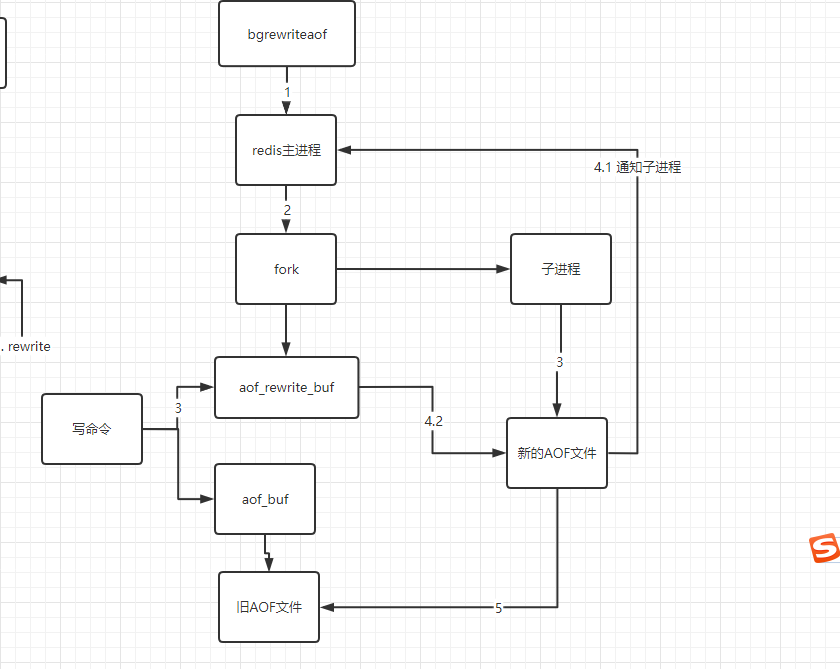 bgrewriteaof
1
redis主进程
4.1 通知子进程
2
fork
子进程
. rewrite
3
aof_rewrite_buf
3
4.2
写命令
新的AOF文件
aof_buf
旧AOF文件
5